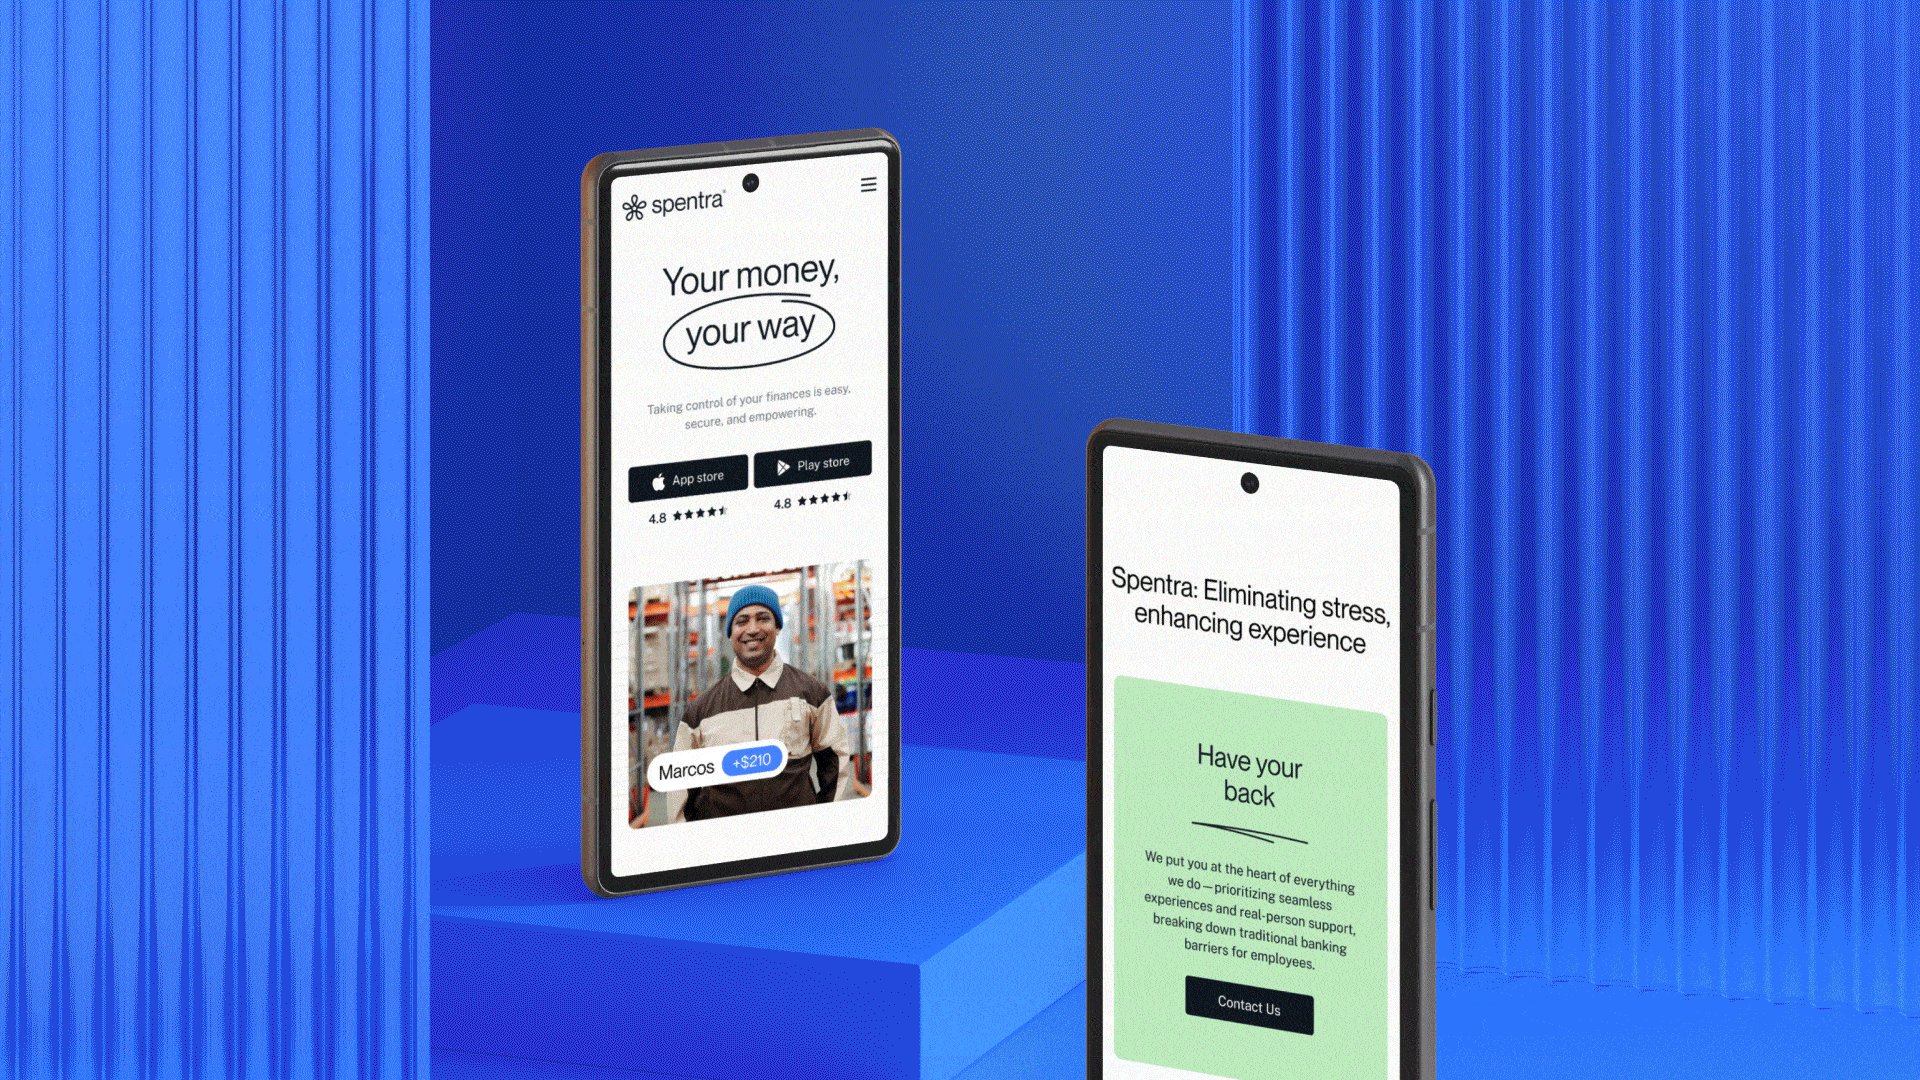 spentra
Your money,
your way
Taking control of your finances is easy,
secure, and empowering.
App store
Play store
4.8
4.8
Marcos +$210
Spentra: Eliminating stress,
enhancing experience
Have your
back
We put you at the heart of everything
we do—prioritizing seamless
experiences and real-person support,
breaking down traditional banking
barriers for employees.
Contact Us